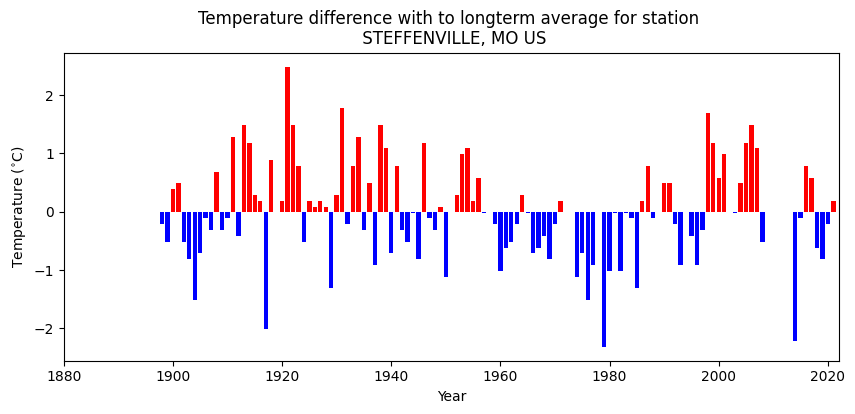 Temperature difference with to longterm average for station
STEFFENVILLE, MO US
Temperature (°C)
2
1
0
−1
−2
1880 1900 1920 1940 1960 1980 2000 2020
Year